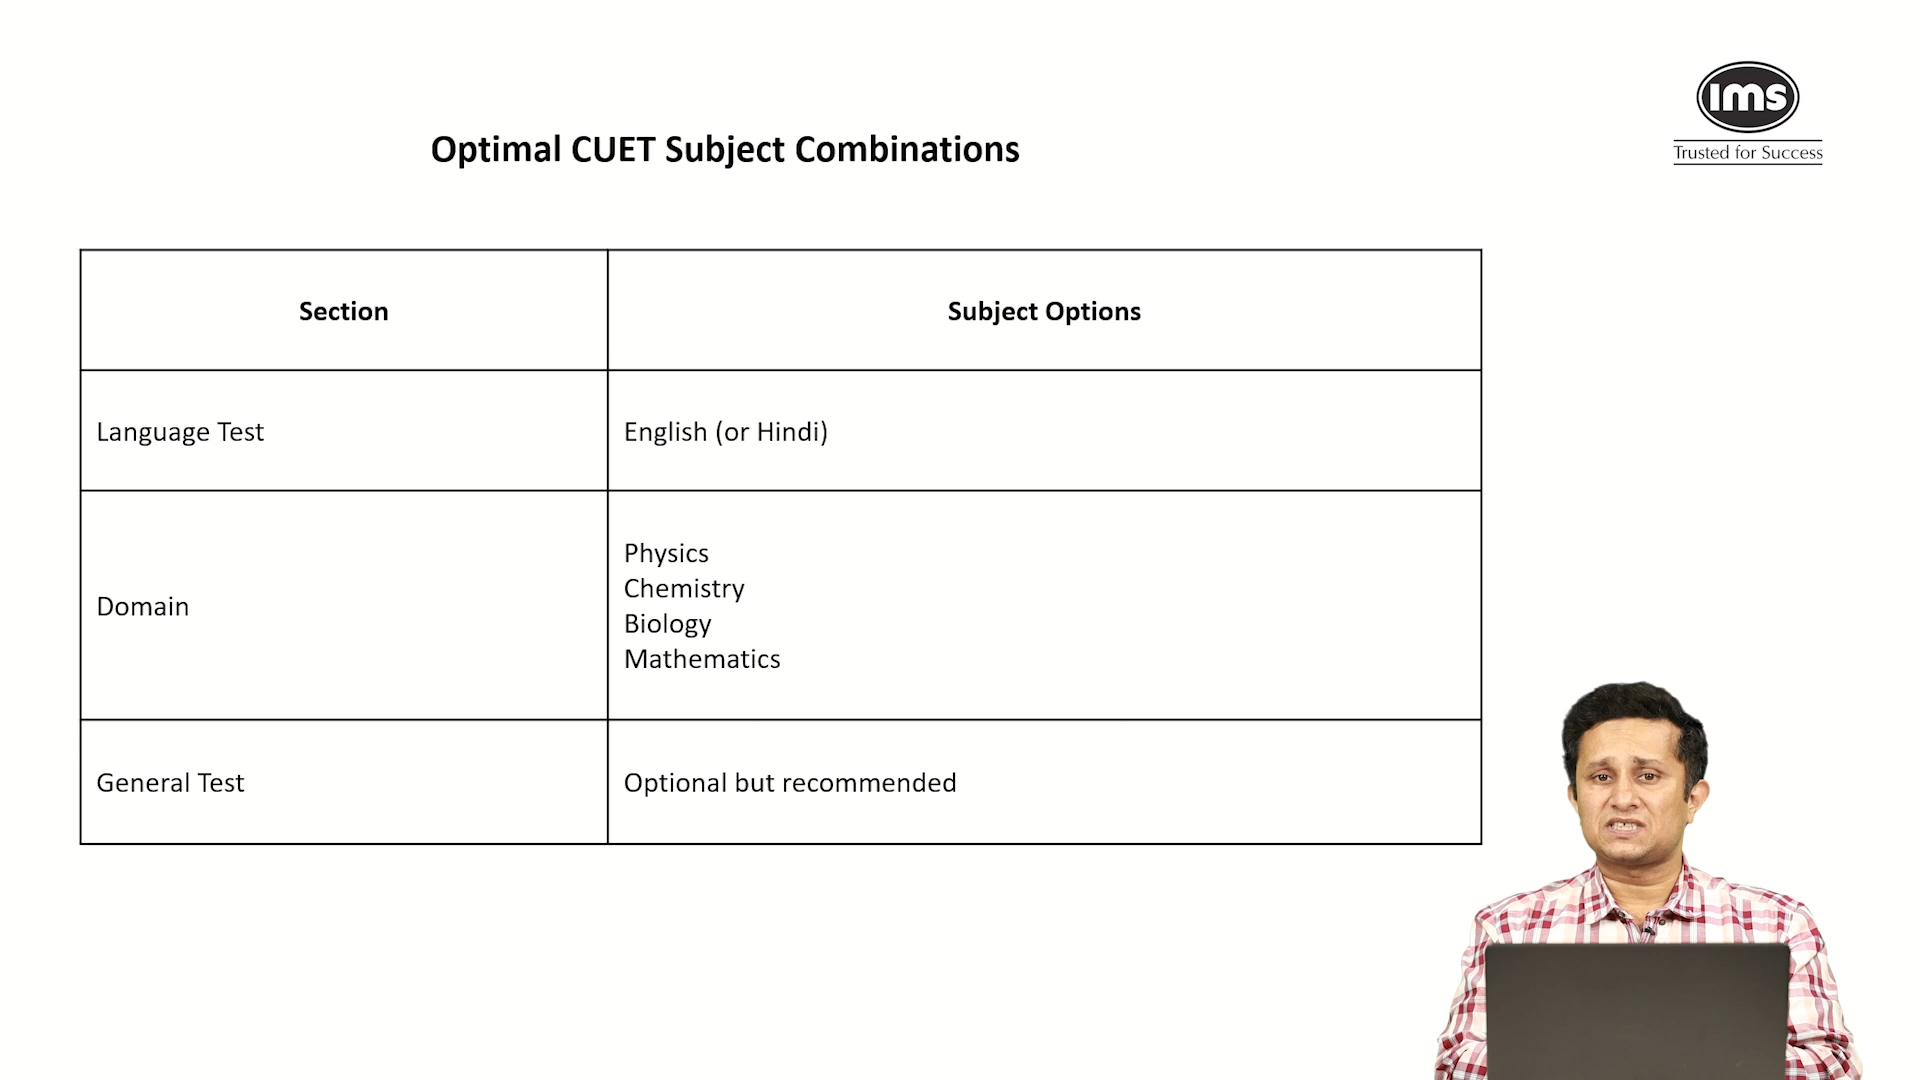 ims
Trusted for Success
Optimal CUET Subject Combinations
Section
Subject Options
Language Test
English (or Hindi)
Domain
Physics
Chemistry
Biology
Mathematics
General Test
Optional but recommended